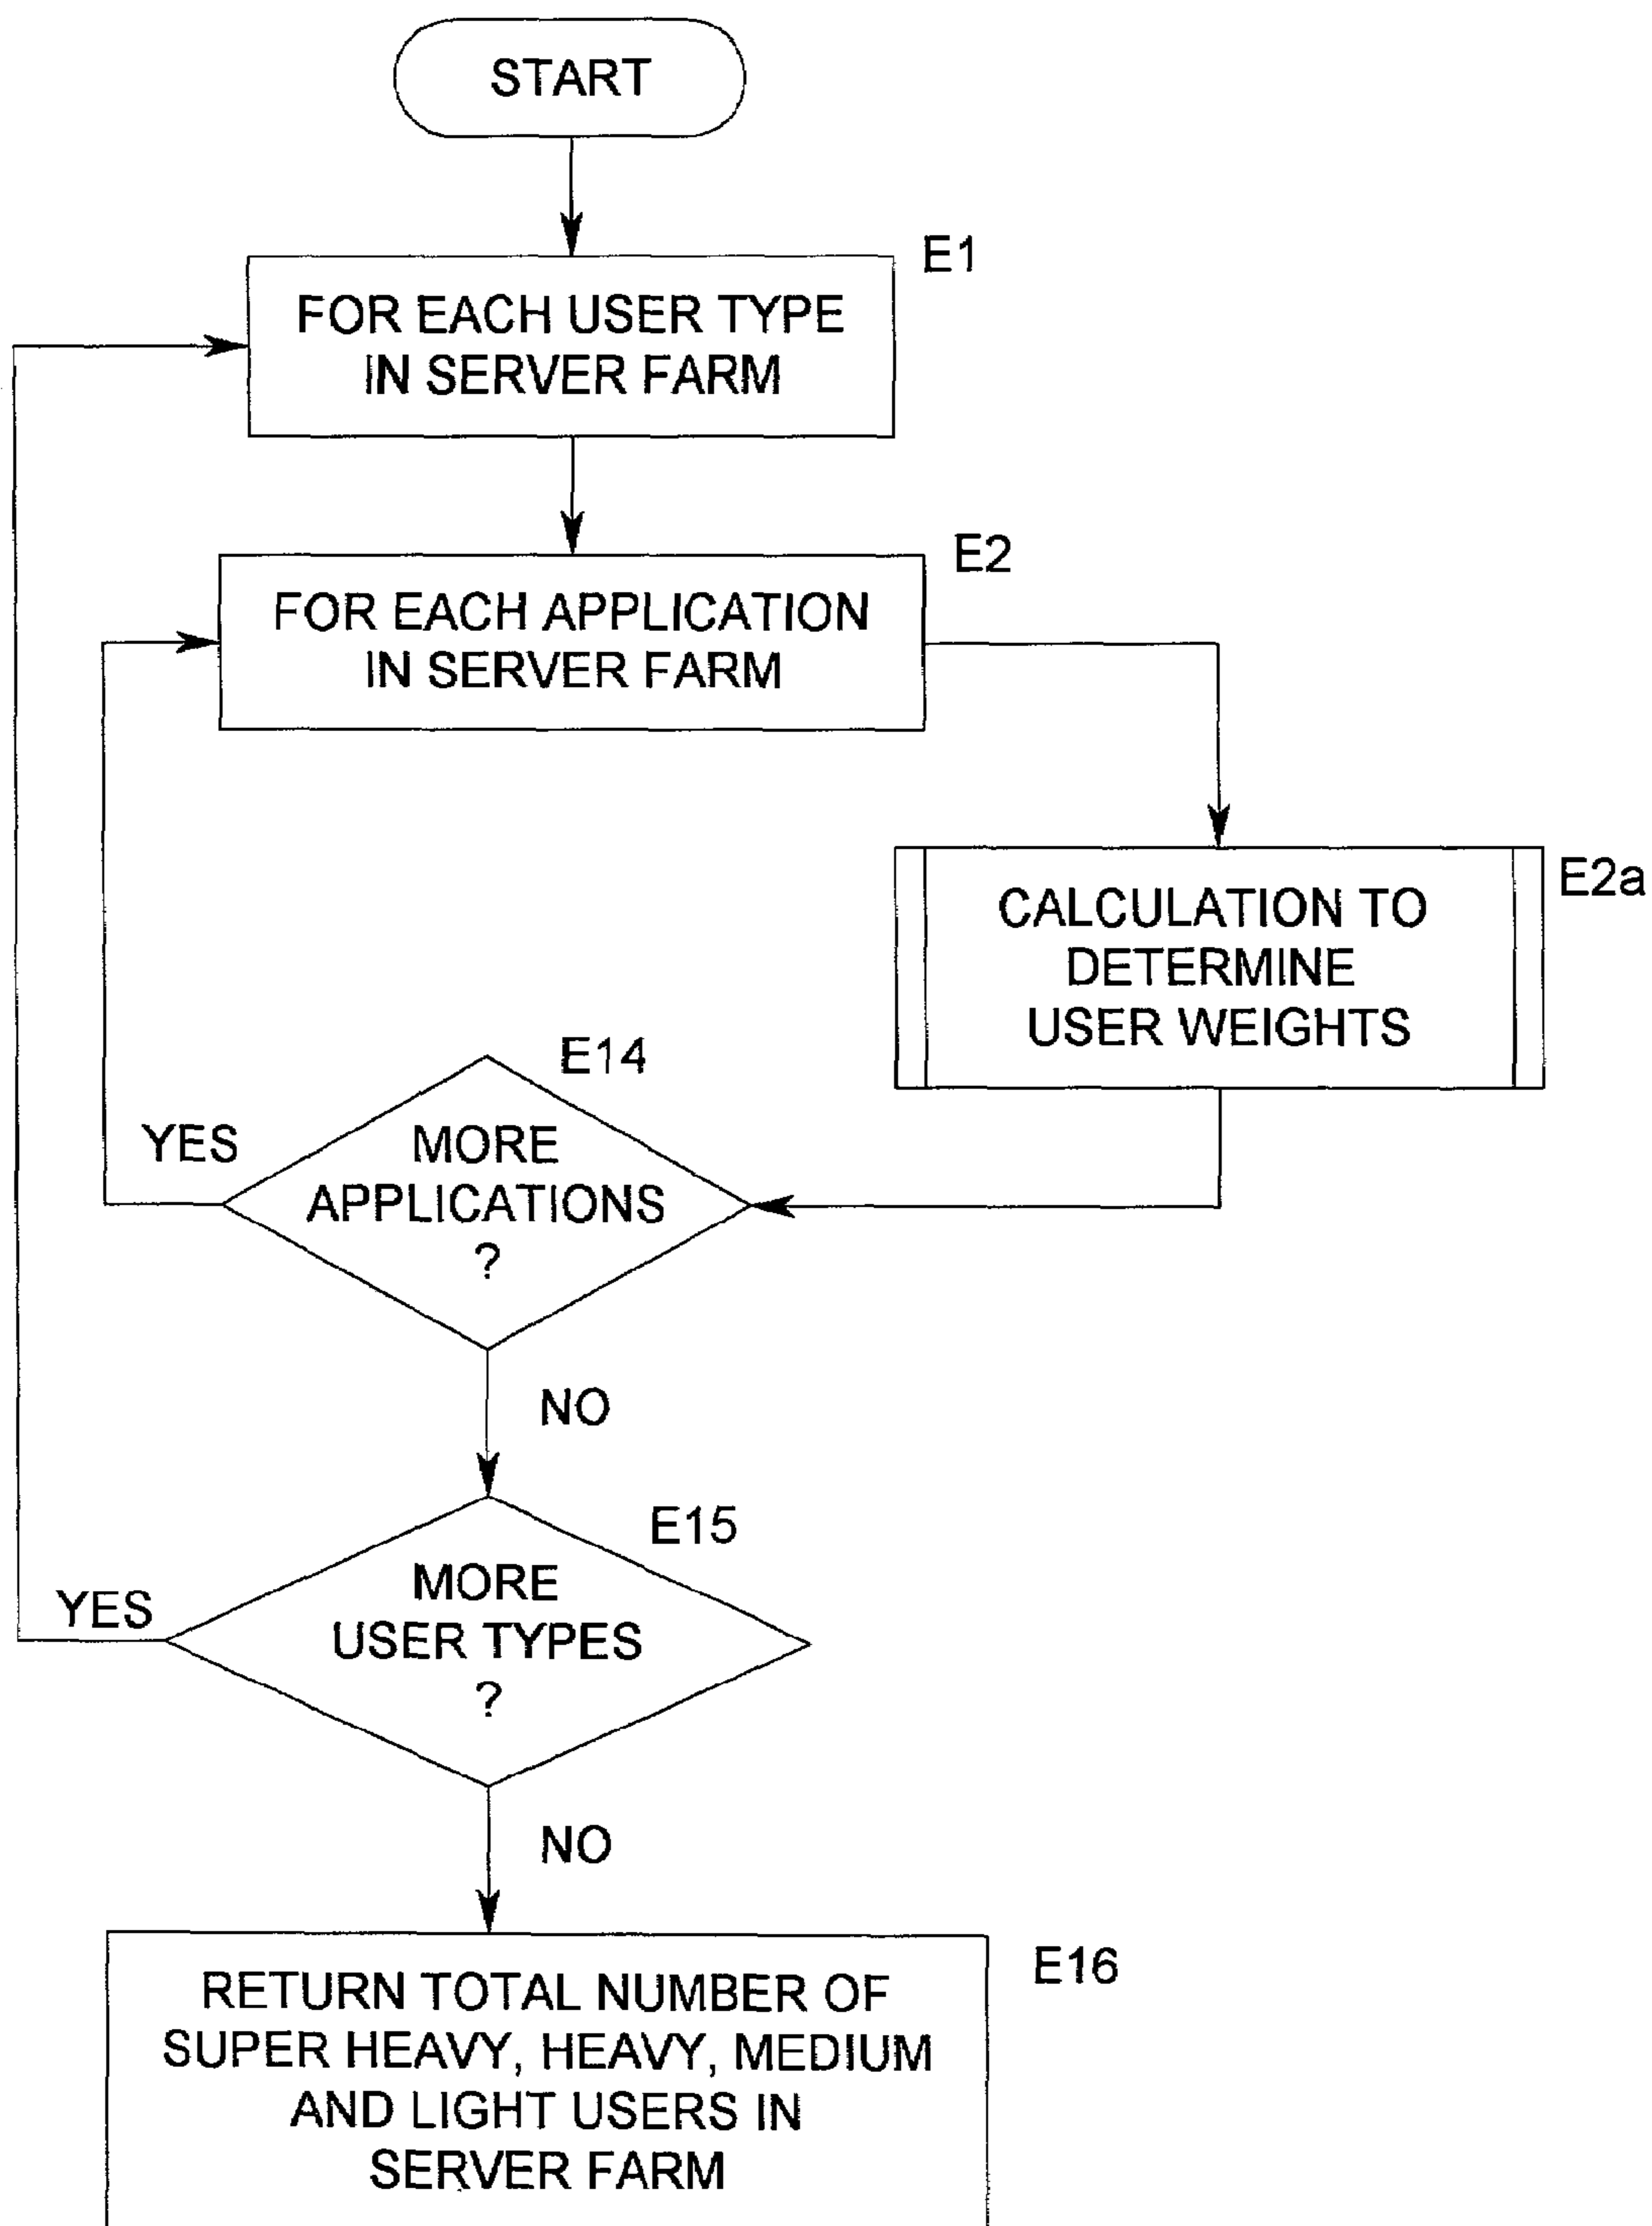 START
E1
FOR EACH USER TYPE
IN SERVER FARM
E2
FOR EACH APPLICATION
IN SERVER FARM
E2a
CALCULATION TO
DETERMINE
USER WEIGHTS
E14
YES
MORE
APPLICATIONS
?
NO
E15
YES
MORE
USER TYPES
?
NO
E16
RETURN TOTAL NUMBER OF
SUPER HEAVY, HEAVY, MEDIUM
AND LIGHT USERS IN
SERVER FARM